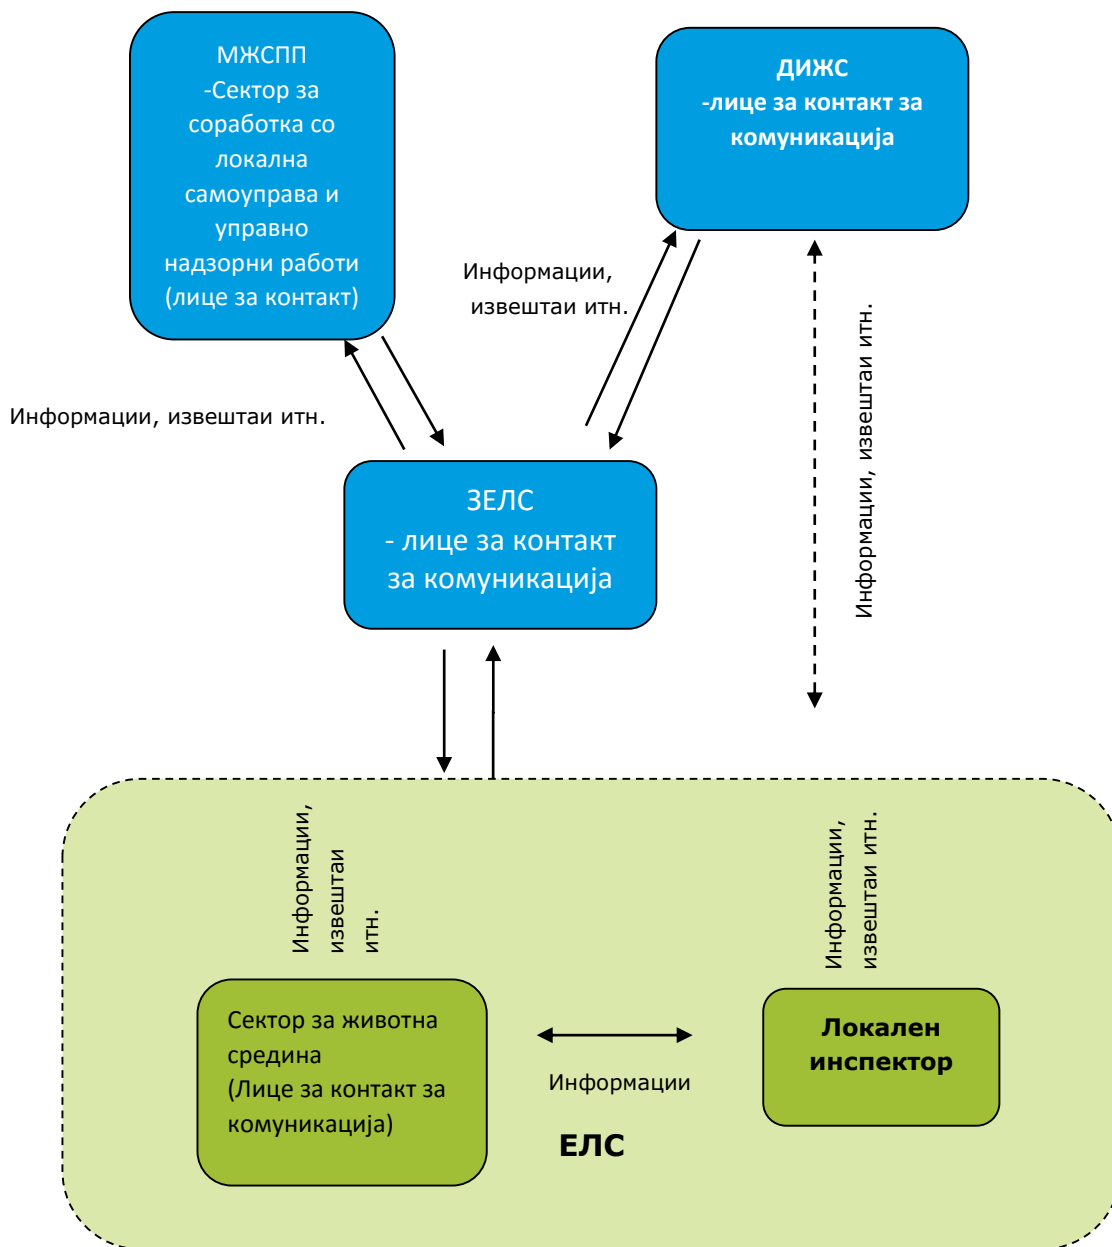 МЖСПП
-Сектор за
соработка со
локална
самоуправа и
управно
надзорни работи
(лице за контакт)
ДИЖС
-лице за контакт за
комуникација
Информации,
извештаи итн.
Информации, извештаи итн.
Информации, извештаи итн.
ЗЕЛС
- лице за контакт
за комуникација
Информации,
извештаи
итн.
Информации,
извештаи итн.
Сектор за животна
средина
(Лице за контакт за
комуникација)
Информации
Локален
инспектор
ЕЛС